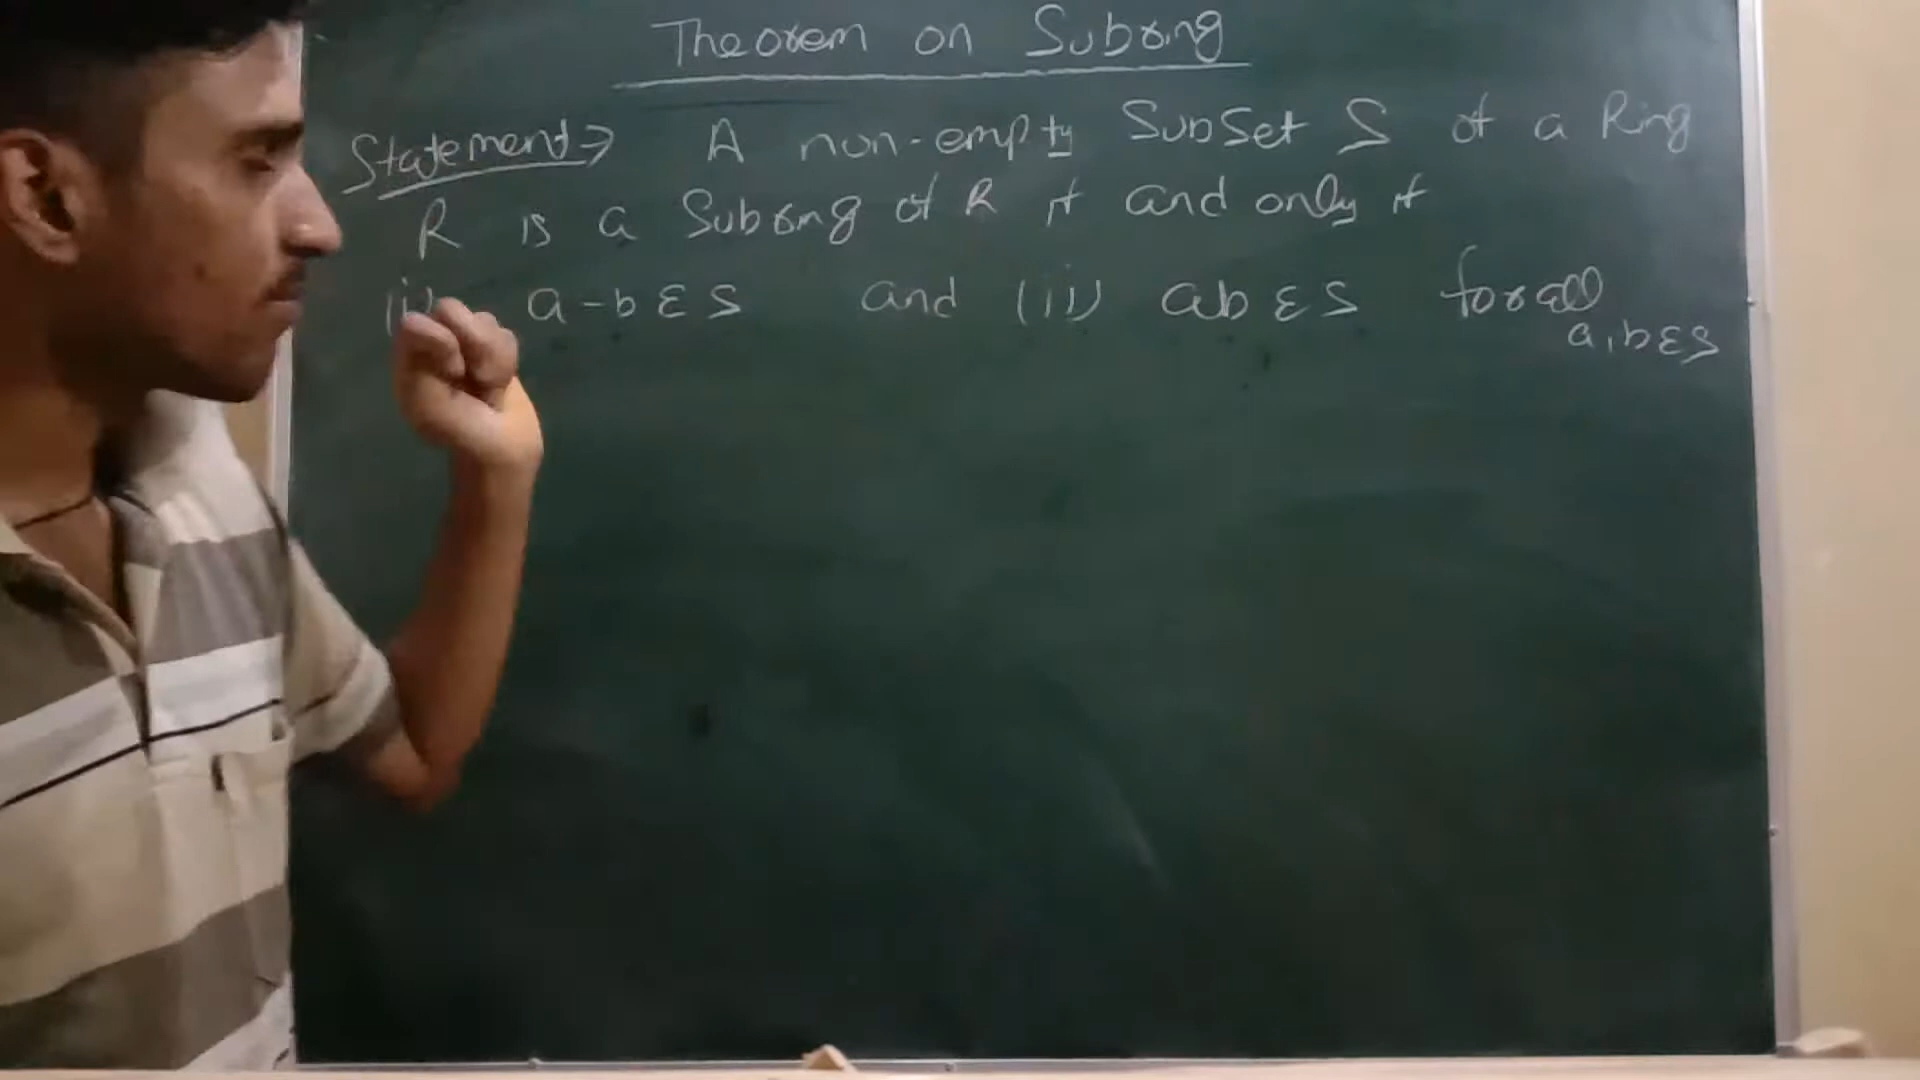 Theorem on Subring
Statement → A non-empty Subset S of a Ring
R is a Subring of R if and only if
(i) a-b ∈ S and (ii) ab ∈ S for all
a,b ∈ S